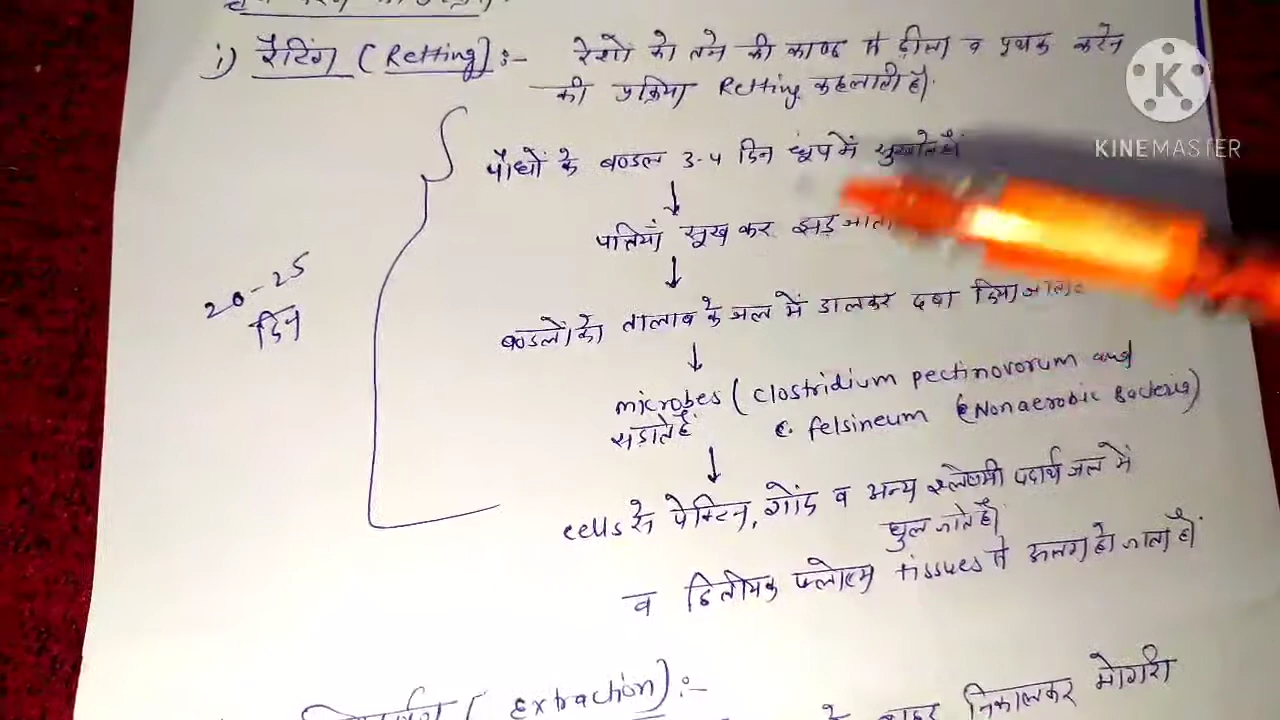 i) रैटिंग (Retting) :- रेशो को तने की काण्ड से ढीला व पृथक करने
की प्रक्रिया Retting कहलाती है।
K
KINEMASTER
पौधों के बण्डल 3-4 दिन धूप में सुखाते हैं
↓
पत्तियाँ सूख कर झड़ जाता
↓
20-25
दिन
बण्डलों को तालाब के जल में डालकर दबा दिया जाता
↓
microbes (Clostridium pectinovorum and
सड़ाते हैं C. felsineum (Nonaerobic Bacteria)
↓
cells से पेक्टिन, गोंद व अन्य श्लेष्मी पदार्थ जल में
घुल जाते है।
व द्वितीयक फ्लोएम tissues से अलग हो जाता है।
(extraction) :-
बाहर निकालकर मोगरी